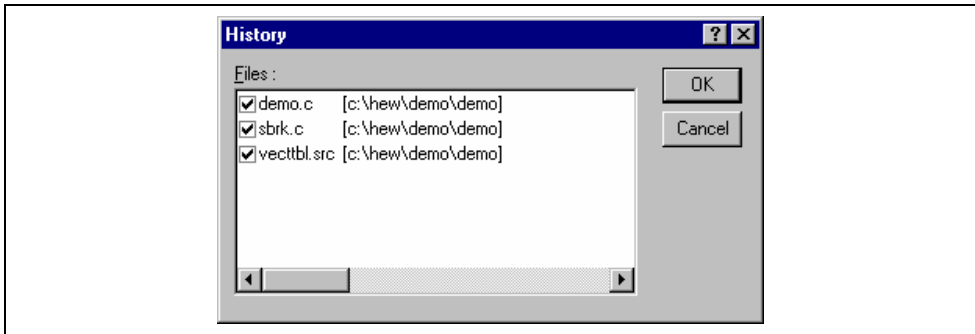 History
Files :
OK
demo.c [c:\hew\demo\demo]
sbrk.c [c:\hew\demo\demo]
Cancel
vecttbl.src [c:\hew\demo\demo]